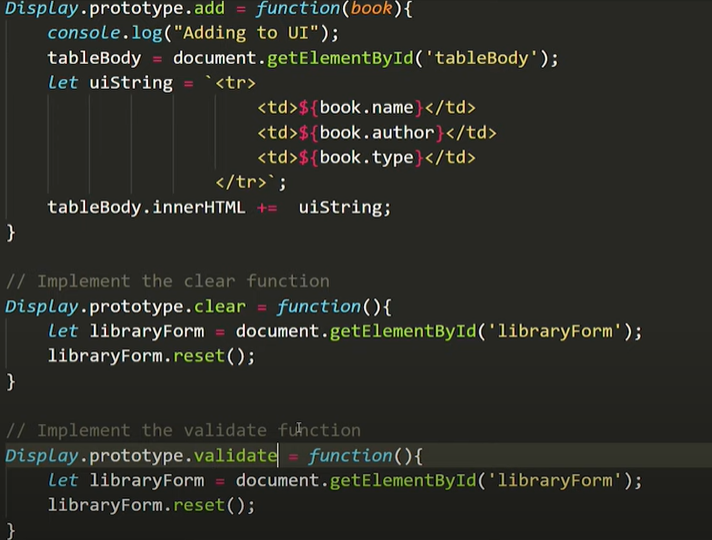 Display.prototype.add = function(book){
    console.log("Adding to UI");
    tableBody = document.getElementById('tableBody');
    let uiString = `<tr>
                        <td>${book.name}</td>
                        <td>${book.author}</td>
                        <td>${book.type}</td>
                    </tr>`;
    tableBody.innerHTML +=  uiString;
}

// Implement the clear function
Display.prototype.clear = function(){
    let libraryForm = document.getElementById('libraryForm');
    libraryForm.reset();
}

// Implement the validate function
Display.prototype.validate = function(){
    let libraryForm = document.getElementById('libraryForm');
    libraryForm.reset();
}